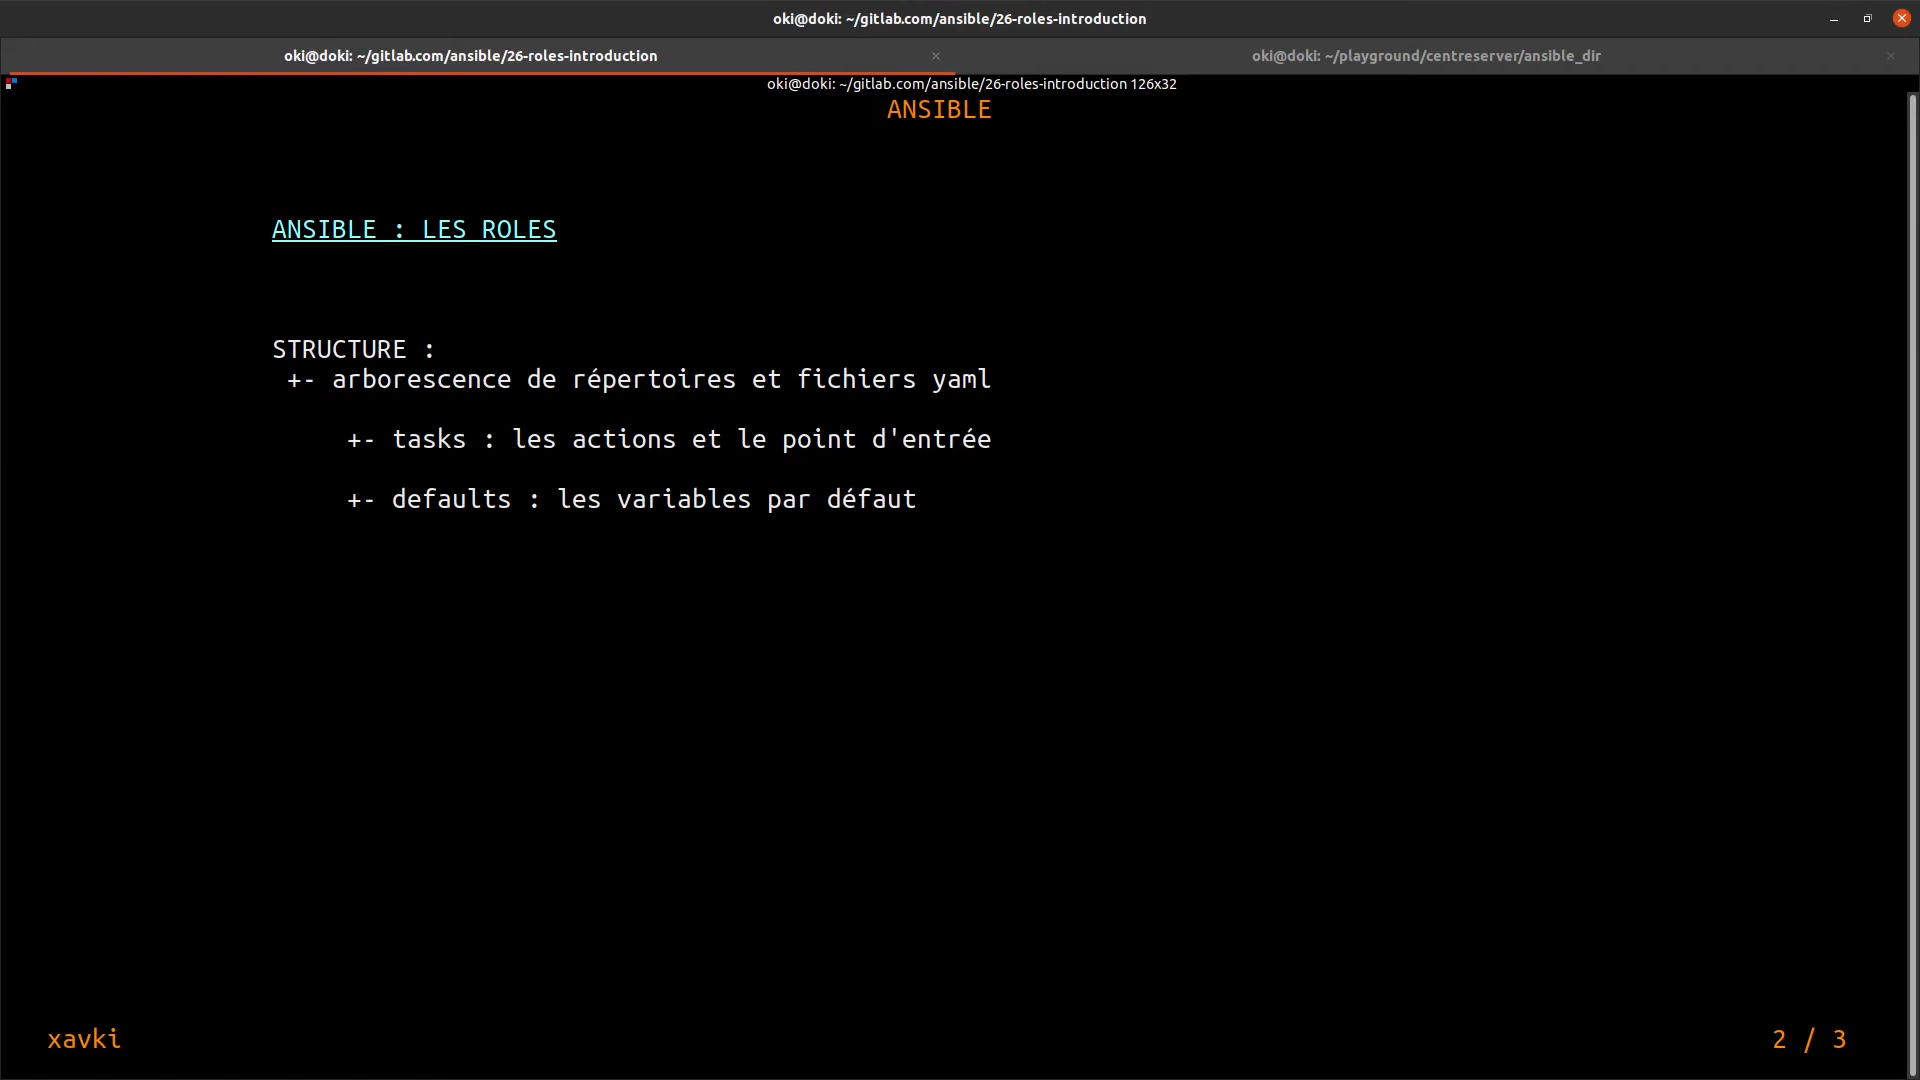 oki@doki: ~/gitlab.com/ansible/26-roles-introduction
oki@doki: ~/gitlab.com/ansible/26-roles-introduction
oki@doki: ~/playground/centreserver/ansible_dir
oki@doki: ~/gitlab.com/ansible/26-roles-introduction 126x32
ANSIBLE
ANSIBLE : LES ROLES
STRUCTURE :
+- arborescence de répertoires et fichiers yaml
+- tasks : les actions et le point d'entrée
+- defaults : les variables par défaut
xavki
2 / 3